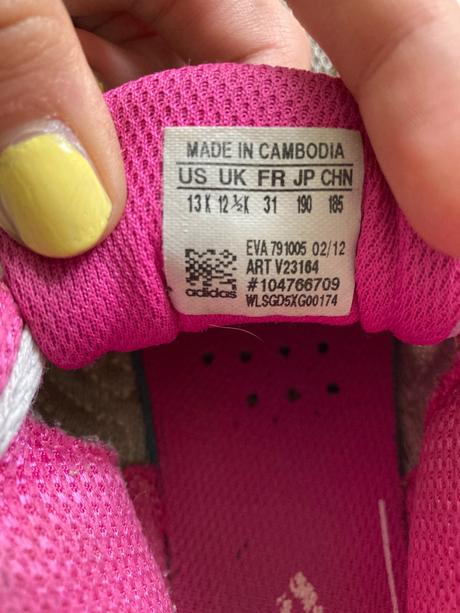 MADE IN CAMBODIA
US UK FR JP CHN
13K 12½K 31 190 185
EVA 791005 02/12
ART V23164
#104766709
adidas WLSGD5XG00174